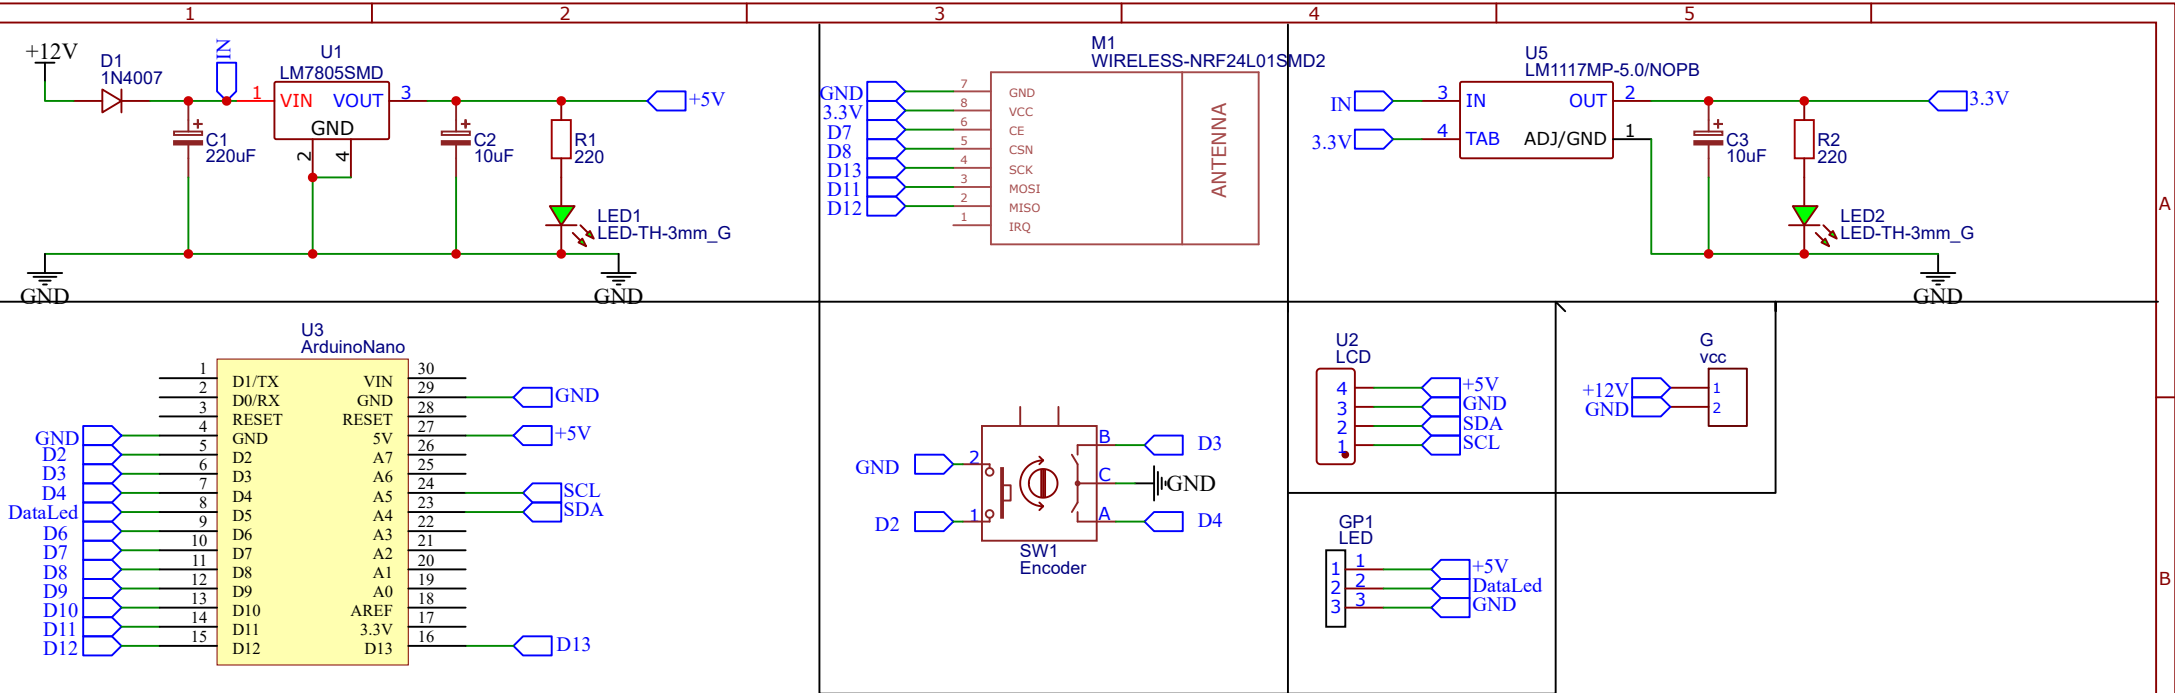 1 2 3 4 5
+12V
D1
1N4007
IN
U1
LM7805SMD
1 VIN VOUT 3
GND
2 4
C1
220uF
C2
10uF
R1
220
+5V
LED1
LED-TH-3mm_G
GND
GND
M1
WIRELESS-NRF24L01SMD2
GND 7 GND
3.3V 8 VCC
D7 6 CE
D8 5 CSN
D13 4 SCK
D11 3 MOSI
D12 2 MISO
1 IRQ
ANTENNA
U5
LM1117MP-5.0/NOPB
IN 3 IN OUT 2
3.3V 4 TAB ADJ/GND 1
C3
10uF
R2
220
3.3V
LED2
LED-TH-3mm_G
GND
A
U3
ArduinoNano
1 D1/TX VIN 30
2 D0/RX GND 29 GND
3 RESET RESET 28
GND 4 GND 5V 27 +5V
D2 5 D2 A7 26
D3 6 D3 A6 25
D4 7 D4 A5 24 SCL
DataLed 8 D5 A4 23 SDA
D6 9 D6 A3 22
D7 10 D7 A2 21
D8 11 D8 A1 20
D9 12 D9 A0 19
D10 13 D10 AREF 18
D11 14 D11 3.3V 17
D12 15 D12 D13 16 D13
GND 2 B D3
C GND
D2 1 A D4
SW1
Encoder
U2
LCD
4 +5V
3 GND
2 SDA
1 SCL
G
vcc
+12V 1
GND 2
GP1
LED
1 1 +5V
2 2 DataLed
3 3 GND
B